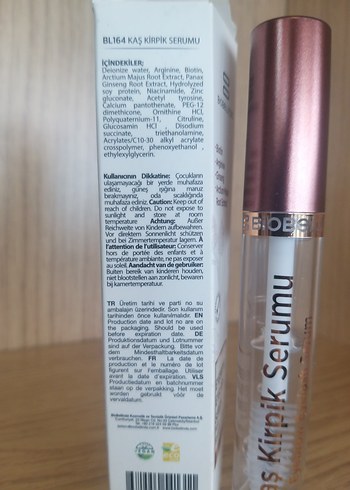 BL164 KAŞ KİRPİK SERUMU
İÇİNDEKİLER;
Deionize water, Arginine, Biotin,
Arctium Majus Root Extract, Panax
Ginseng Root Extract, Hydrolyzed
soy protein, Niacinamide, Zinc
gluconate, Acetyl tyrosine,
Calcium pantothenate, PEG-12
dimethicone, Ornithine HCL,
Polyquaternium-11, Citruline,
Glucosamin HCl , Disodium
succinate, triethanolamine,
Acrylates/C10-30 alkyl acrylate
crosspolymer, phenoxyethanol ,
ethylexylglycerin.
Kullanıcının Dikkatine; Çocukların
ulaşamayacağı bir yerde muhafaza
ediniz, güneş ışığına maruz
bırakmayınız, oda sıcaklığında
muhafaza ediniz, Caution: Keep out of
reach of children. Do not expose to
sunlight and store at room
temperature Achtung: Außer
Reichweite von Kindern aufbewahren.
Vor direktem Sonnenlicht schützen
und bei Zimmertemperatur lagern. À
l'attention de l'utilisateur: Conserver
hors de portée des enfants et à
température ambiante, ne pas exposer
au soleil. Aandacht van de gebruiker:
Buiten bereik van kinderen houden,
niet blootstellen aan zonlicht, bewaren
bij kamertemperatuur.
TR Üretim tarihi ve parti no su
ambalajın üzerindedir. Son kullanım
tarihinden önce kullanılmalıdır. EN
Production date and lot no are on
the packaging. Should be used
before expiration date. DE
Produktionsdatum und Lotnummer
sind auf der Verpackung. Bitte vor
dem Mindesthaltbarkeitsdatum
verbrauchen. FR La date de
production et le numéro de lot
figurent sur l'emballage. Utiliser
avant le date d'expiration. VLS
Productiedatum en batchnummer
staan op de verpakking. Het moet
worden gebruikt vóór de
vervaldatum.
BIOBE
aş Kirpik Serumu